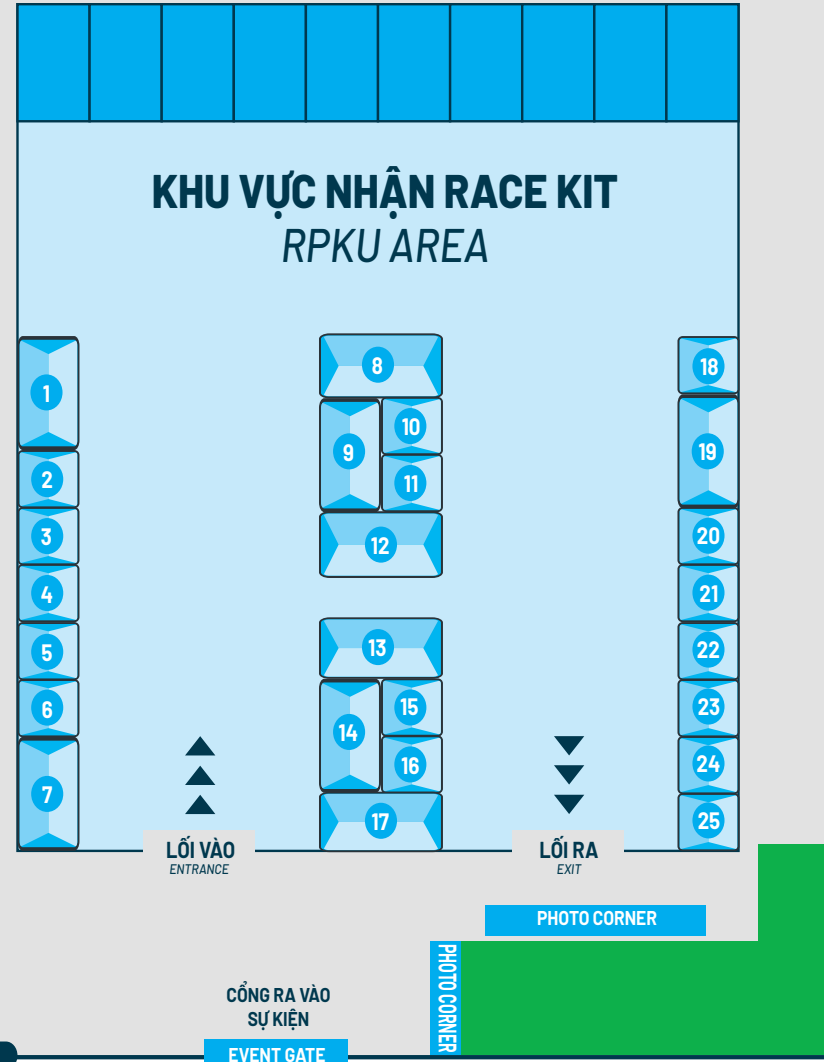 KHU VỰC NHẬN RACE KIT
RPKU AREA
1
2
3
4
5
6
7
8
9
10
11
12
13
14
15
16
17
18
19
20
21
22
23
24
25
LỐI VÀO
ENTRANCE
LỐI RA
EXIT
PHOTO CORNER
PHOTO CORNER
CỔNG RA VÀO
SỰ KIỆN
EVENT GATE